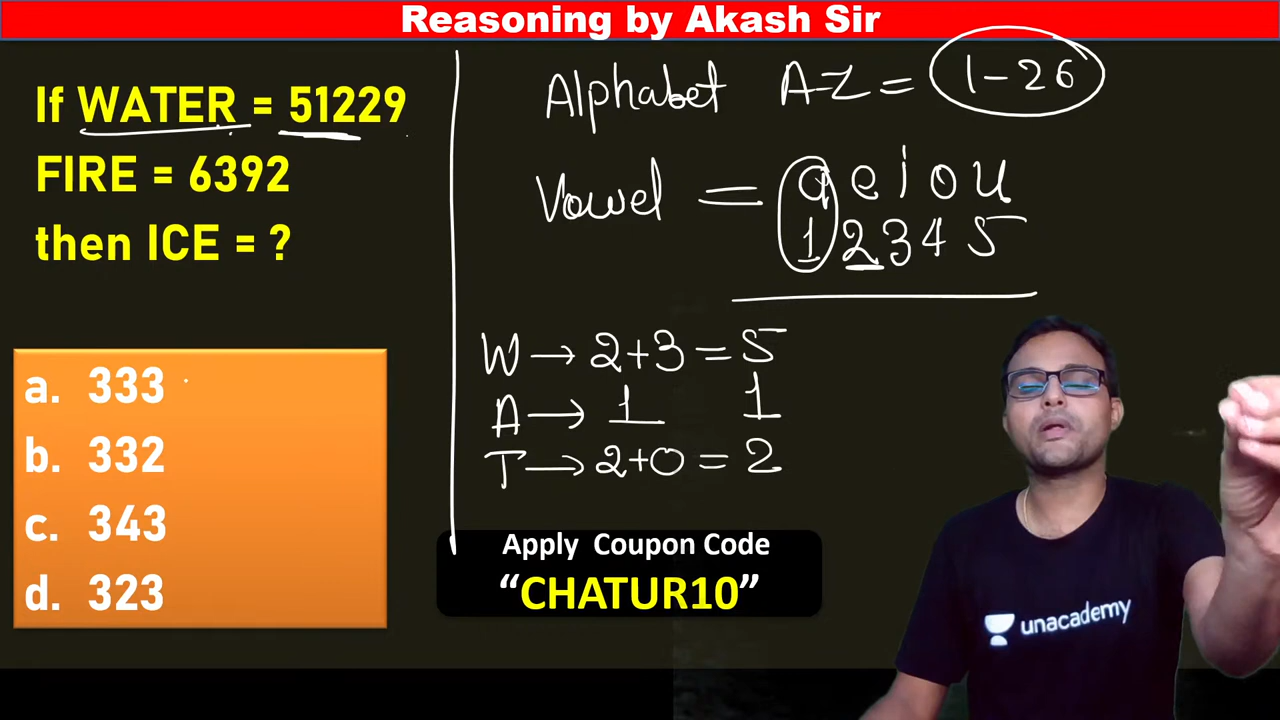 Reasoning by Akash Sir
If WATER = 51229
FIRE = 6392
then ICE = ?
a. 333
b. 332
c. 343
d. 323
Alphabet A-Z = 1-26
Vowel = a e i o u
1 2 3 4 5
W → 2+3 = 5
A → 1 1
T → 2+0 = 2
Apply Coupon Code
“CHATUR10”
unacademy